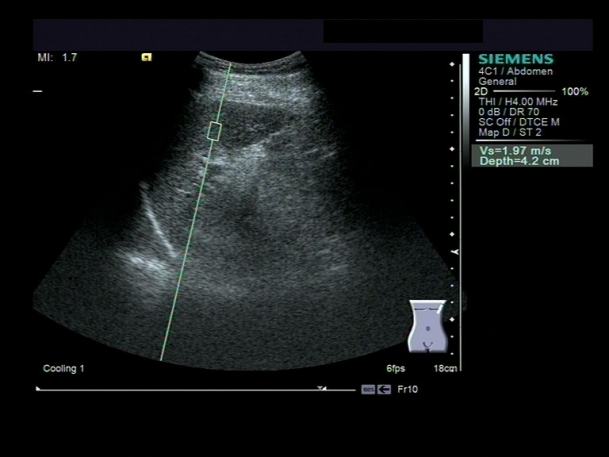 MI: 1.7
SIEMENS
4C1 / Abdomen
General
2D 100%
THI / H4.00 MHz
0 dB / DR 70
SC Off / DTCE M
Map D / ST 2
Vs=1.97 m/s
Depth=4.2 cm
Cooling 1
6fps
18cm
Fr10